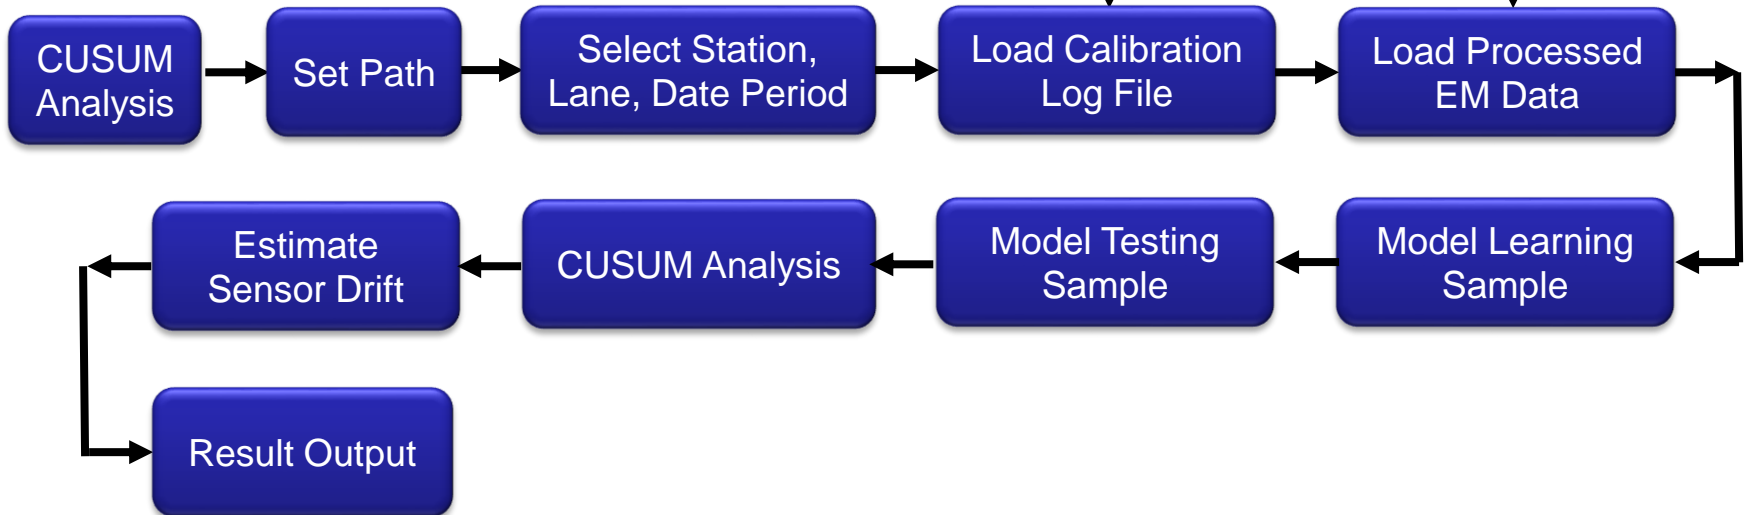 CUSUM
Analysis
Set Path
Select Station,
Lane, Date Period
Load Calibration
Log File
Load Processed
EM Data
Model Learning
Sample
Model Testing
Sample
CUSUM Analysis
Estimate
Sensor Drift
Result Output